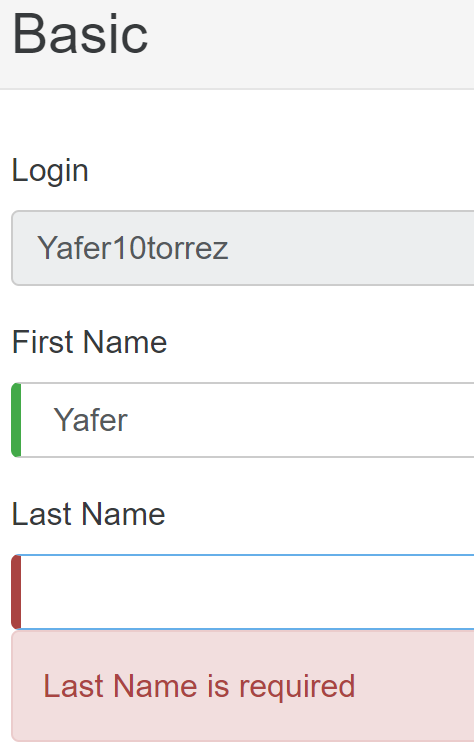 Basic
Login
Yafer10torrez
First Name
Yafer
Last Name
Last Name is required